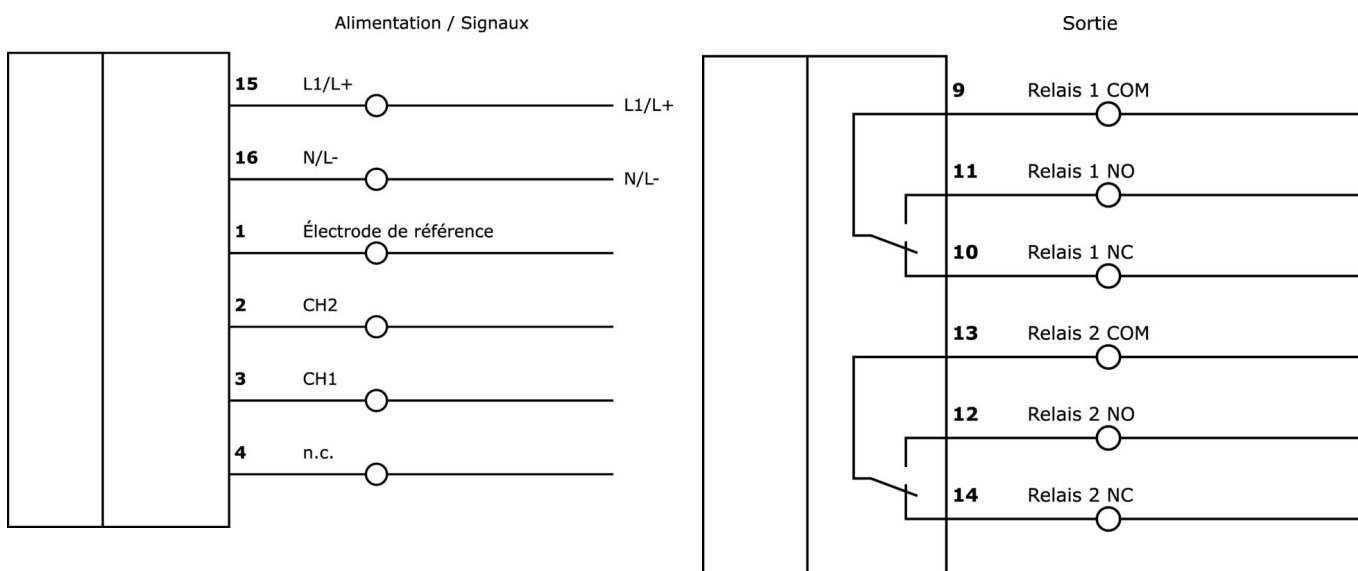 Alimentation / Signaux
15 L1/L+
L1/L+
16 N/L-
N/L-
1 Électrode de référence
2 CH2
3 CH1
4 n.c.
Sortie
9 Relais 1 COM
11 Relais 1 NO
10 Relais 1 NC
13 Relais 2 COM
12 Relais 2 NO
14 Relais 2 NC